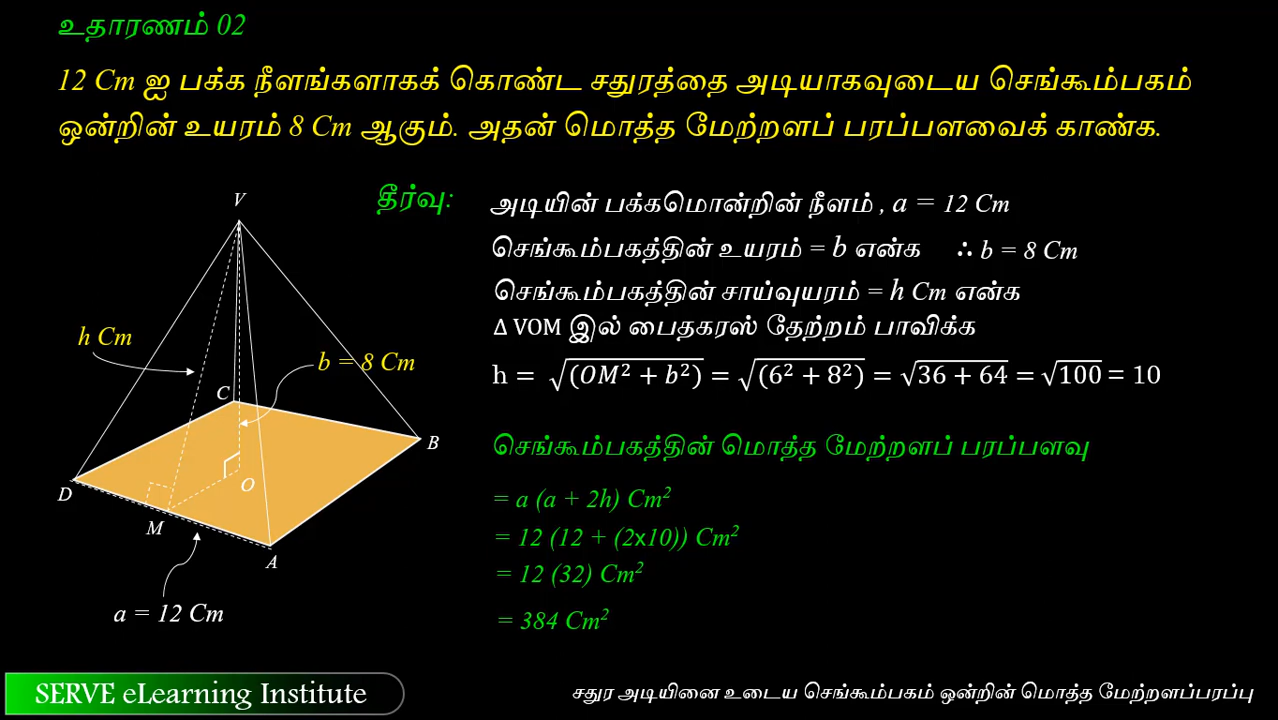 உதாரணம் 02
12 Cm ஐ பக்க நீளங்களாகக் கொண்ட சதுரத்தை அடியாகவுடைய செங்கூம்பகம்
ஒன்றின் உயரம் 8 Cm ஆகும். அதன் மொத்த மேற்றளப் பரப்பளவைக் காண்க.
தீர்வு:
அடியின் பக்கமொன்றின் நீளம் , a = 12 Cm
செங்கூம்பகத்தின் உயரம் = b என்க ∴ b = 8 Cm
செங்கூம்பகத்தின் சாய்வுயரம் = h Cm என்க
Δ VOM இல் பைதகரஸ் தேற்றம் பாவிக்க
h = √(OM² + b²) = √(6² + 8²) = √36 + 64 = √100 = 10
செங்கூம்பகத்தின் மொத்த மேற்றளப் பரப்பளவு
= a (a + 2h) Cm²
= 12 (12 + (2x10)) Cm²
= 12 (32) Cm²
= 384 Cm²
V
h Cm
b = 8 Cm
C
B
D
O
M
A
a = 12 Cm
SERVE eLearning Institute
சதுர அடியினை உடைய செங்கூம்பகம் ஒன்றின் மொத்த மேற்றளப்பரப்பு